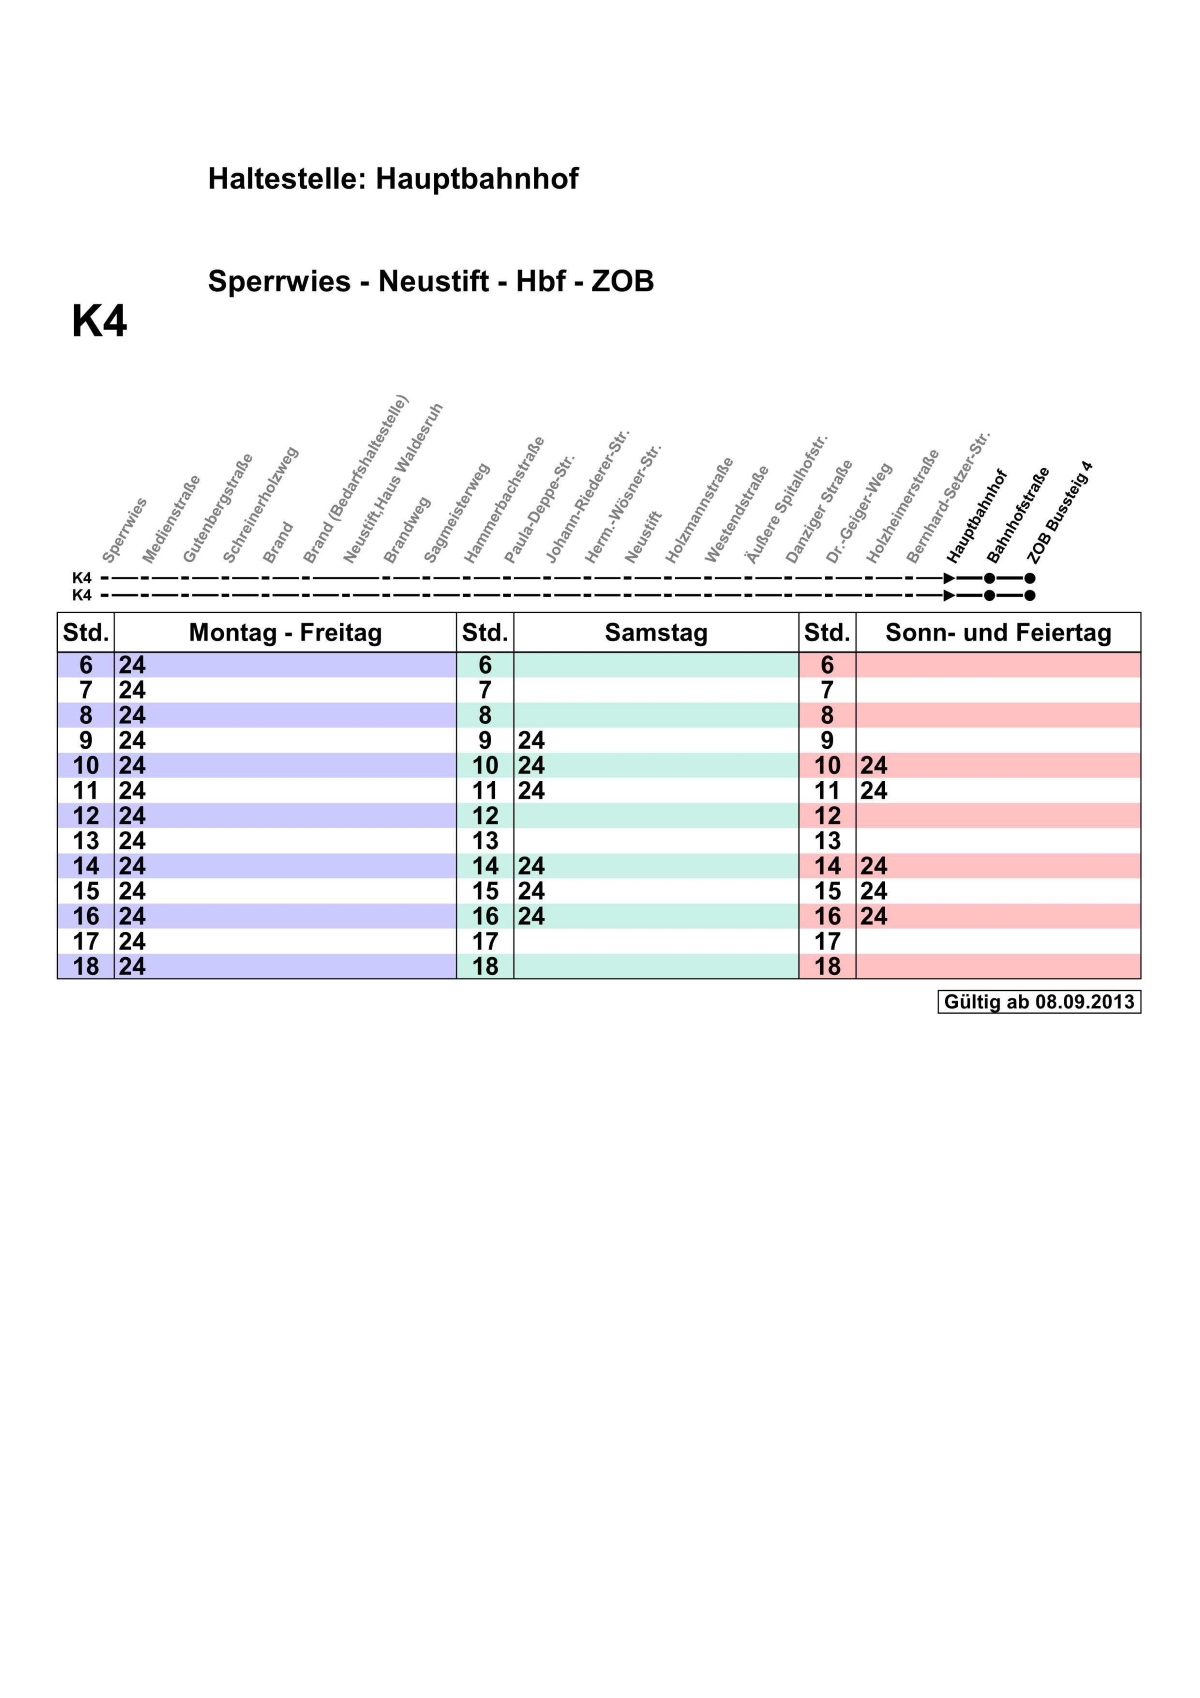 Haltestelle: Hauptbahnhof
Sperrwies - Neustift - Hbf - ZOB
K4
Sperrwies
Medienstraße
Gutenbergstraße
Schreinerholzweg
Brand
Brand (Bedarfshaltestelle)
Neustift,Haus Waldesruh
Brandweg
Sagmeisterweg
Hammerbachstraße
Paula-Deppe-Str.
Johann-Riederer-Str.
Herm.-Wösner-Str.
Neustift
Holzmannstraße
Westendstraße
Äußere Spitalhofstr.
Danziger Straße
Dr.-Geiger-Weg
Holzheimerstraße
Bernhard-Setzer-Str.
Hauptbahnhof
Bahnhofstraße
ZOB Bussteig 4
K4
K4
Std. Montag - Freitag Std. Samstag Std. Sonn- und Feiertag
6 24 6 6
7 24 7 7
8 24 8 8
9 24 9 24 9
10 24 10 24 10 24
11 24 11 24 11 24
12 24 12 12
13 24 13 13
14 24 14 24 14 24
15 24 15 24 15 24
16 24 16 24 16 24
17 24 17 17
18 24 18 18
Gültig ab 08.09.2013